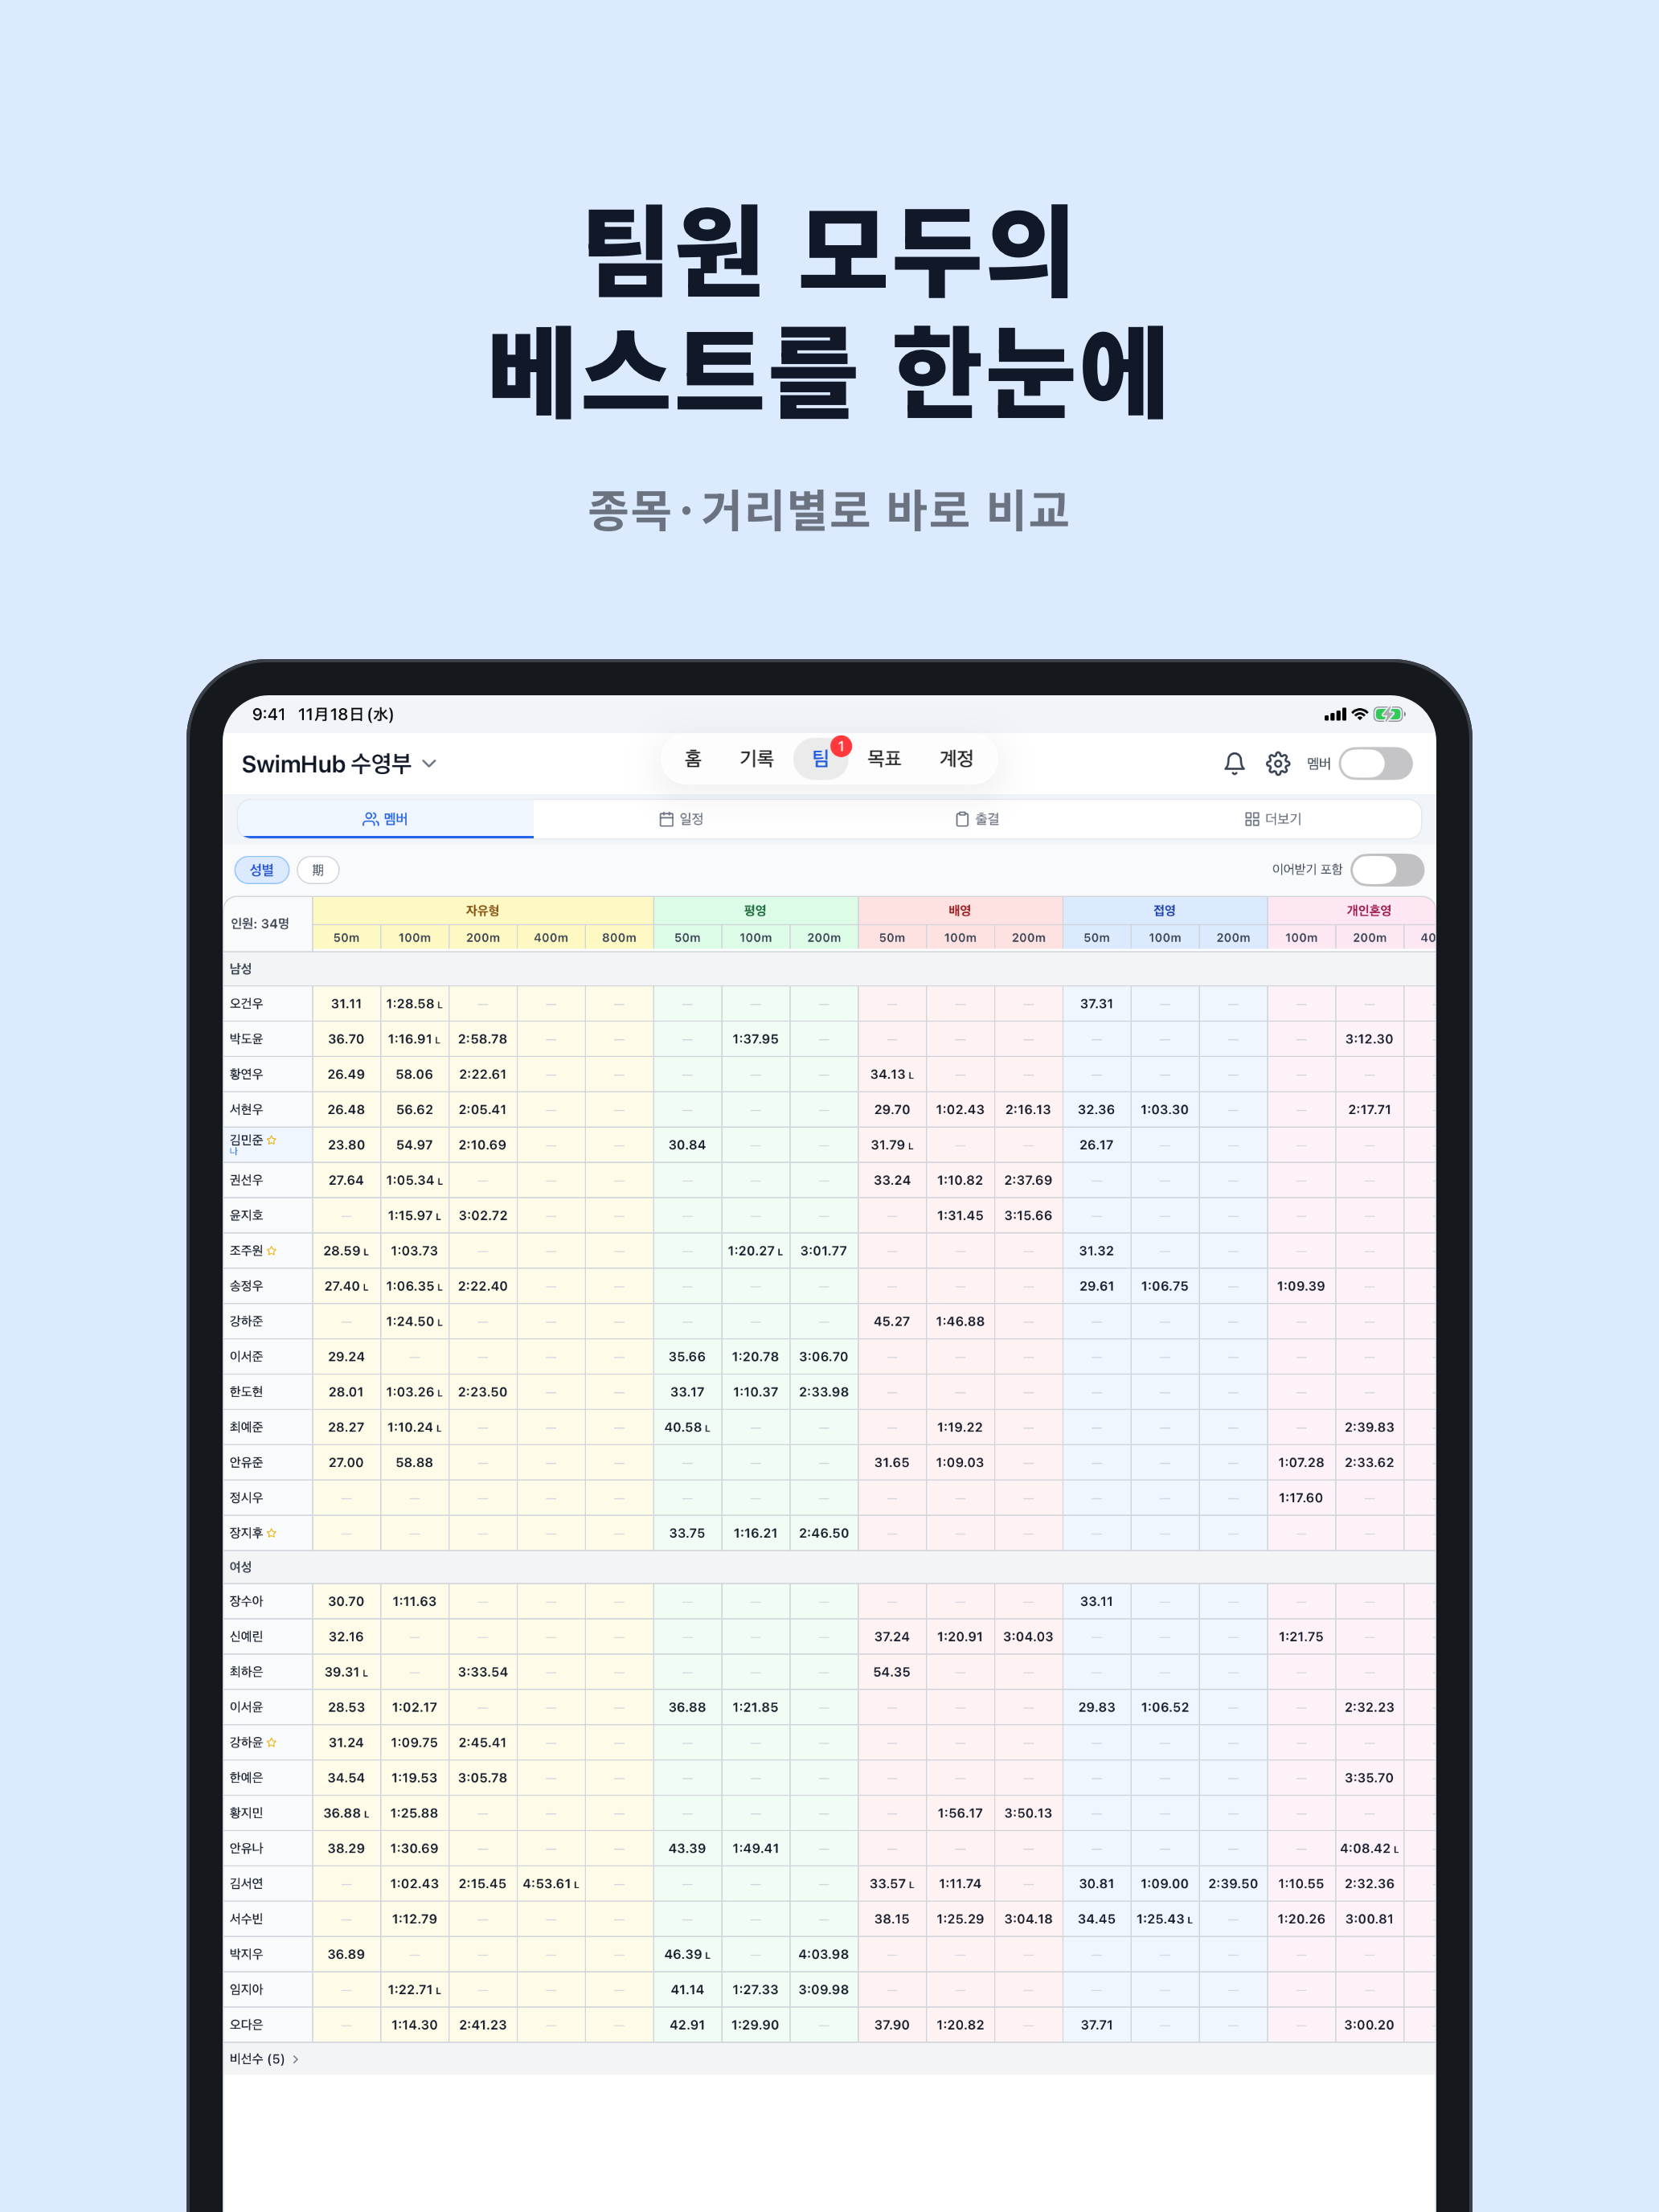 팀원 모두의
베스트를 한눈에
종목·거리별로 바로 비교
9:41 11月18日(水)
SwimHub 수영부
홈 기록 팀 1 목표 계정
멤버
멤버 일정 출결 더보기
성별 期 이어받기 포함
인원: 34명 자유형 평영 배영 접영 개인혼영
50m 100m 200m 400m 800m 50m 100m 200m 50m 100m 200m 50m 100m 200m 100m 200m 40
남성
오건우 31.11 1:28.58 L — — — — — — — — — 37.31 — — — — —
박도윤 36.70 1:16.91 L 2:58.78 — — — 1:37.95 — — — — — — — — 3:12.30 —
황연우 26.49 58.06 2:22.61 — — — — — 34.13 L — — — — — — — —
서현우 26.48 56.62 2:05.41 — — — — — 29.70 1:02.43 2:16.13 32.36 1:03.30 — — 2:17.71 —
김민준 23.80 54.97 2:10.69 — — 30.84 — — 31.79 L — — 26.17 — — — — —
나
권선우 27.64 1:05.34 L — — — — — — 33.24 1:10.82 2:37.69 — — — — — —
윤지호 — 1:15.97 L 3:02.72 — — — — — — 1:31.45 3:15.66 — — — — — —
조주원 28.59 L 1:03.73 — — — — 1:20.27 L 3:01.77 — — — 31.32 — — — — —
송정우 27.40 L 1:06.35 L 2:22.40 — — — — — — — — 29.61 1:06.75 — 1:09.39 — —
강하준 — 1:24.50 L — — — — — — 45.27 1:46.88 — — — — — — —
이서준 29.24 — — — — 35.66 1:20.78 3:06.70 — — — — — — — — —
한도현 28.01 1:03.26 L 2:23.50 — — 33.17 1:10.37 2:33.98 — — — — — — — — —
최예준 28.27 1:10.24 L — — — 40.58 L — — — 1:19.22 — — — — — 2:39.83 —
안유준 27.00 58.88 — — — — — — 31.65 1:09.03 — — — — 1:07.28 2:33.62 —
정시우 — — — — — — — — — — — — — — 1:17.60 — —
장지후 — — — — — 33.75 1:16.21 2:46.50 — — — — — — — — —
여성
장수아 30.70 1:11.63 — — — — — — — — — 33.11 — — — — —
신예린 32.16 — — — — — — — 37.24 1:20.91 3:04.03 — — — 1:21.75 — —
최하은 39.31 L — 3:33.54 — — — — — 54.35 — — — — — — — —
이서윤 28.53 1:02.17 — — — 36.88 1:21.85 — — — — 29.83 1:06.52 — — 2:32.23 —
강하윤 31.24 1:09.75 2:45.41 — — — — — — — — — — — — — —
한예은 34.54 1:19.53 3:05.78 — — — — — — — — — — — — 3:35.70 —
황지민 36.88 L 1:25.88 — — — — — — — 1:56.17 3:50.13 — — — — — —
안유나 38.29 1:30.69 — — — 43.39 1:49.41 — — — — — — — — 4:08.42 L —
김서연 — 1:02.43 2:15.45 4:53.61 L — — — — 33.57 L 1:11.74 — 30.81 1:09.00 2:39.50 1:10.55 2:32.36 —
서수빈 — 1:12.79 — — — — — — 38.15 1:25.29 3:04.18 34.45 1:25.43 L — 1:20.26 3:00.81 —
박지우 36.89 — — — — 46.39 L — 4:03.98 — — — — — — — — —
임지아 — 1:22.71 L — — — 41.14 1:27.33 3:09.98 — — — — — — — — —
오다은 — 1:14.30 2:41.23 — — 42.91 1:29.90 — 37.90 1:20.82 — 37.71 — — — 3:00.20 —
비선수 (5)